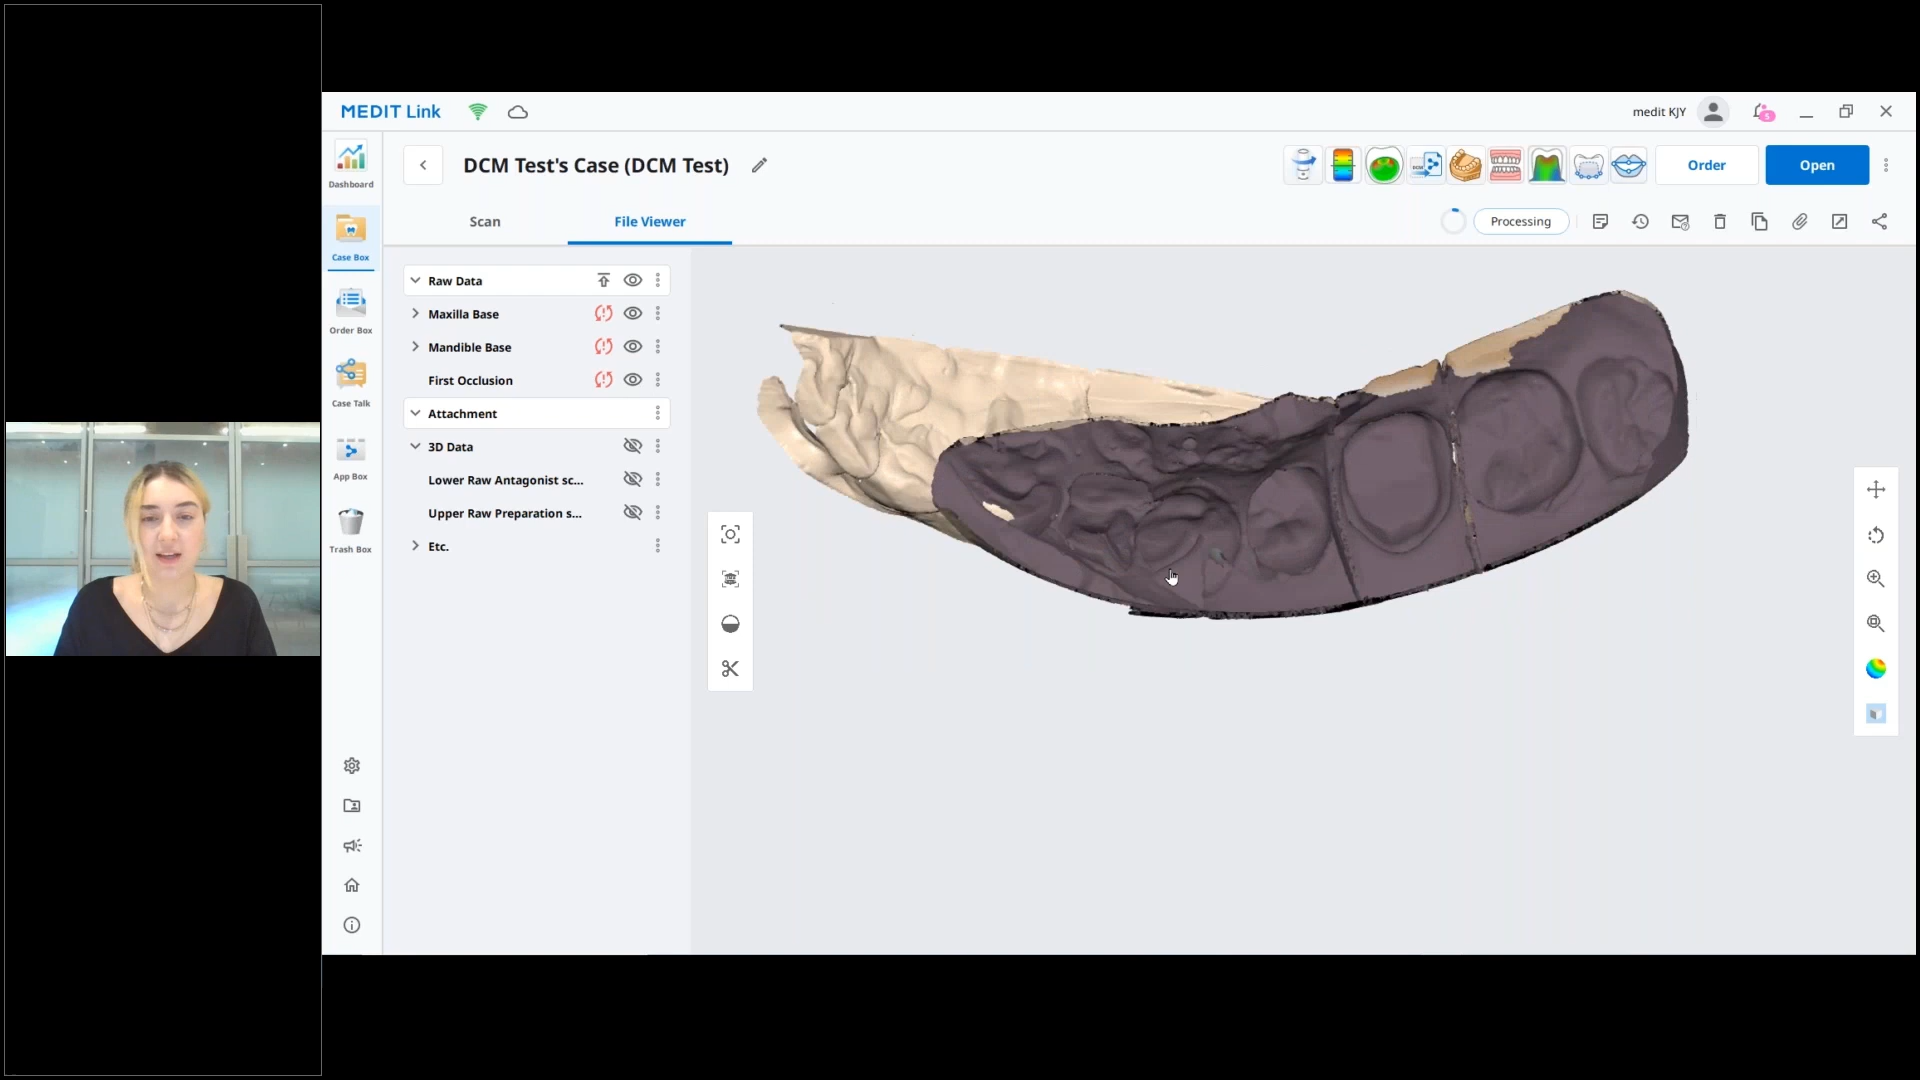 MEDIT Link
medit KJY
5
Dashboard
Case Box
Order Box
Case Talk
App Box
Trash Box
DCM Test's Case (DCM Test)
Order
Open
Scan
File Viewer
Processing
Raw Data
Maxilla Base
Mandible Base
First Occlusion
Attachment
3D Data
Lower Raw Antagonist sc...
Upper Raw Preparation s...
Etc.